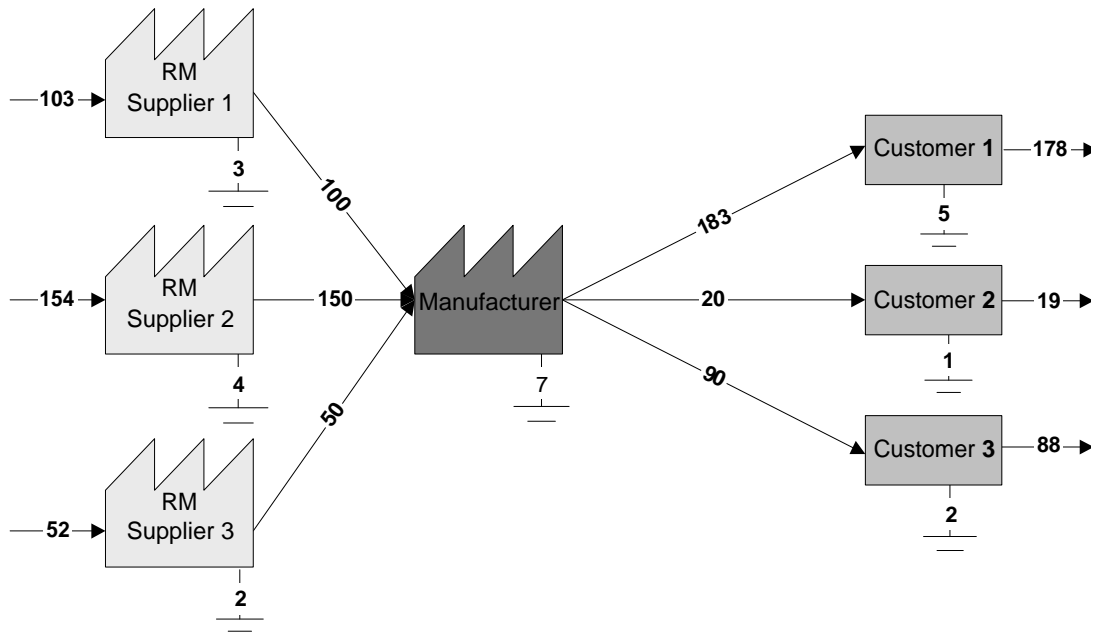 RM
Supplier 1
103
3
100
RM
Supplier 2
154
150
4
RM
Supplier 3
52
50
2
Manufacturer
7
183
20
90
Customer 1
178
5
Customer 2
19
1
Customer 3
88
2